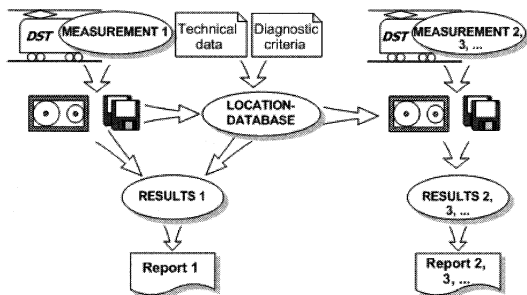 DST
MEASUREMENT 1
Technical
data
Diagnostic
criteria
DST
MEASUREMENT 2,
3, ...
LOCATION-
DATABASE
RESULTS 1
RESULTS 2,
3, ...
Report 1
Report 2,
3, ...